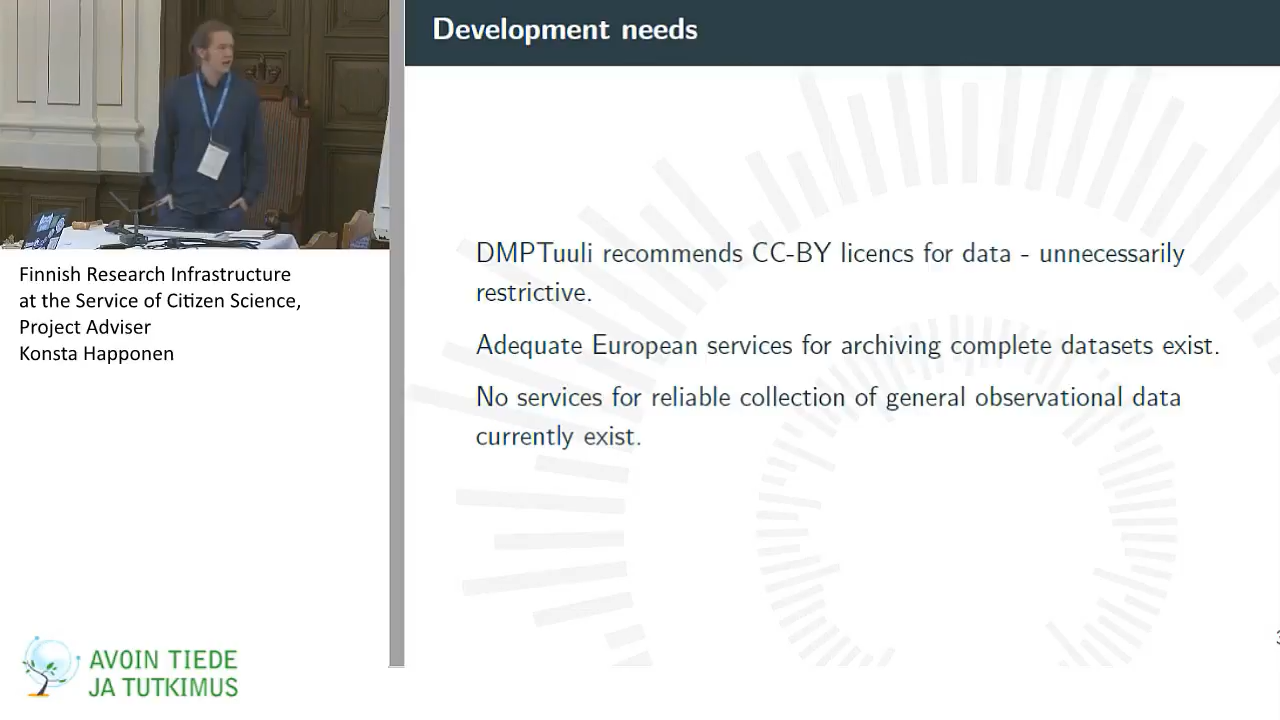 Development needs
DMPTuuli recommends CC-BY licencs for data - unnecessarily
restrictive.
Adequate European services for archiving complete datasets exist.
No services for reliable collection of general observational data
currently exist.
Finnish Research Infrastructure
at the Service of Citizen Science,
Project Adviser
Konsta Happonen
AVOIN TIEDE
JA TUTKIMUS